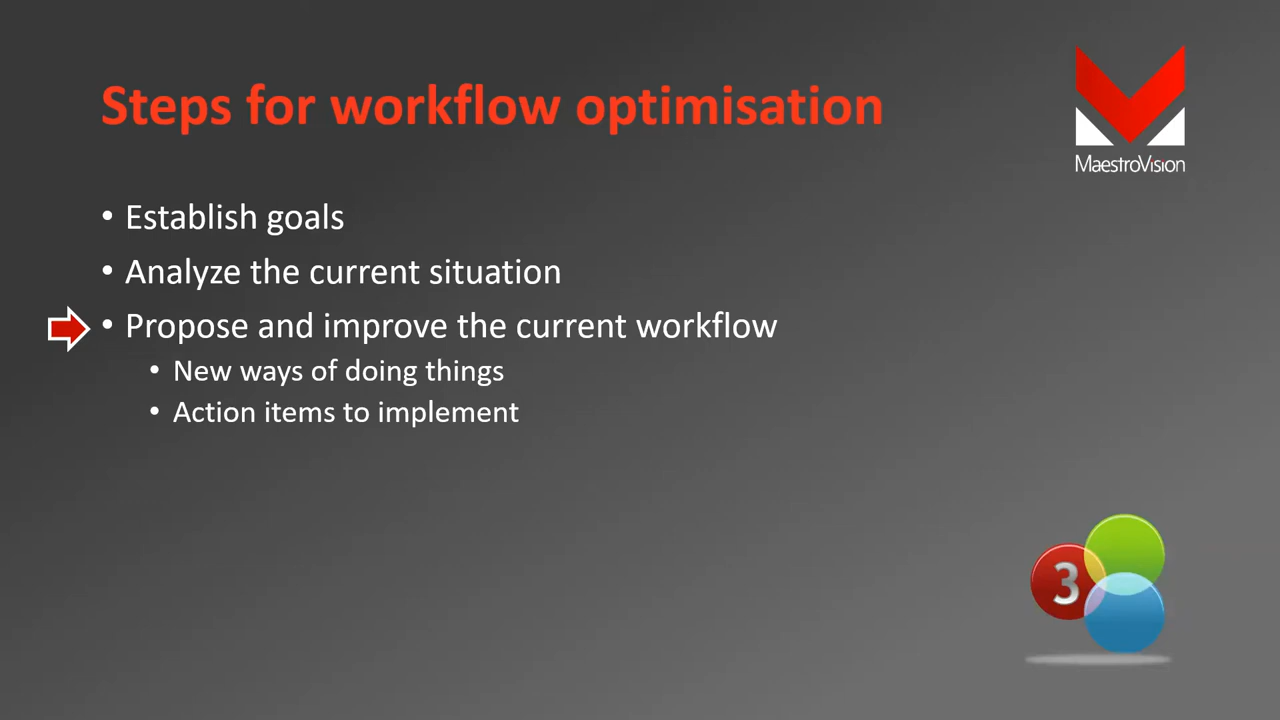 Steps for workflow optimisation
MaestroVision
• Establish goals
• Analyze the current situation
• Propose and improve the current workflow
• New ways of doing things
• Action items to implement
3